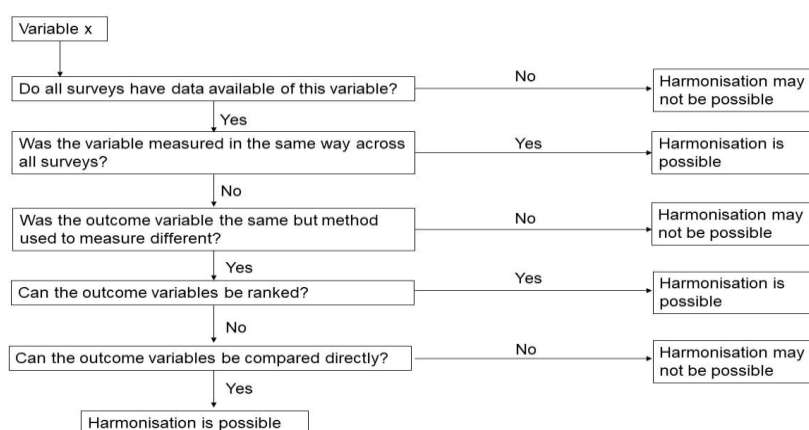 Variable x
Do all surveys have data available of this variable?
No
Harmonisation may
not be possible
Yes
Was the variable measured in the same way across
all surveys?
Yes
Harmonisation is
possible
No
Was the outcome variable the same but method
used to measure different?
No
Harmonisation may
not be possible
Yes
Can the outcome variables be ranked?
Yes
Harmonisation is
possible
No
Can the outcome variables be compared directly?
No
Harmonisation may
not be possible
Yes
Harmonisation is possible